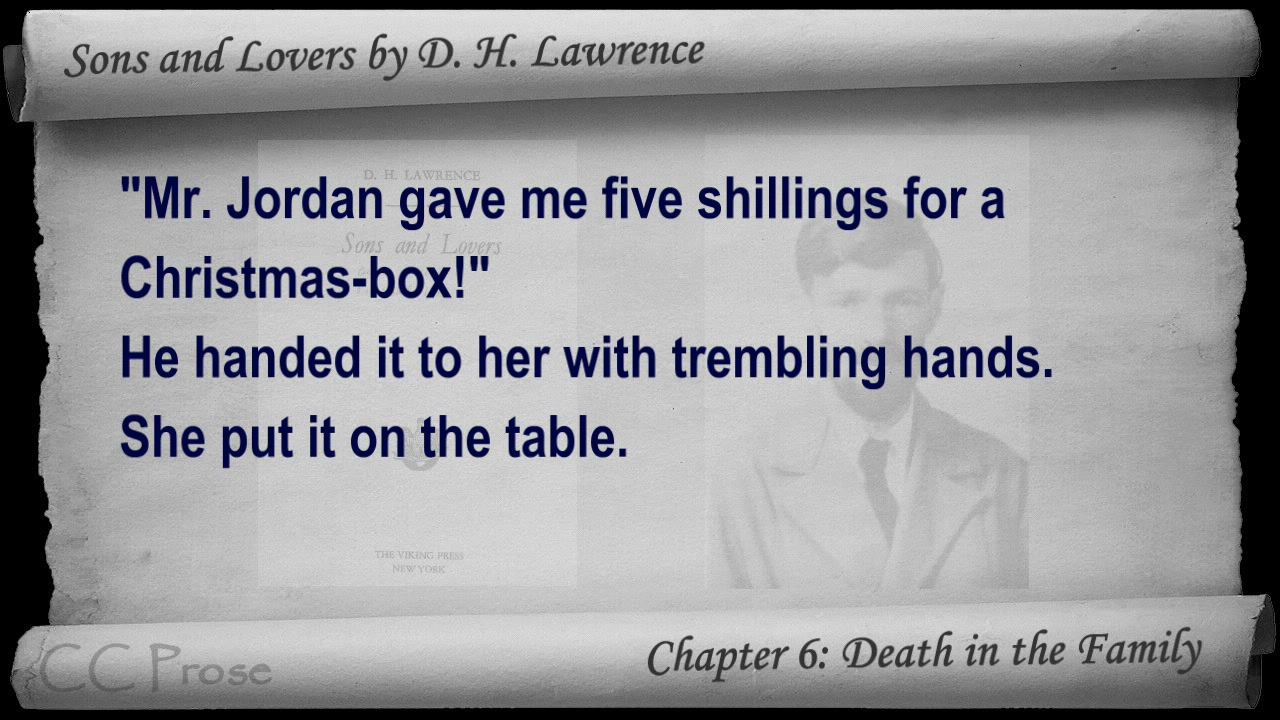 Sons and Lovers by D. H. Lawrence
D. H. LAWRENCE
"Mr. Jordan gave me five shillings for a
Sons and Lovers
Christmas-box!"
He handed it to her with trembling hands.
She put it on the table.
THE VIKING PRESS
NEW YORK
CC Prose
Chapter 6: Death in the Family